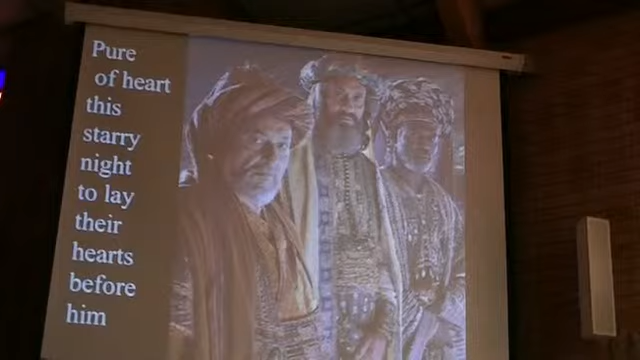 Pure
of heart
this
starry
night
to lay
their
hearts
before
him